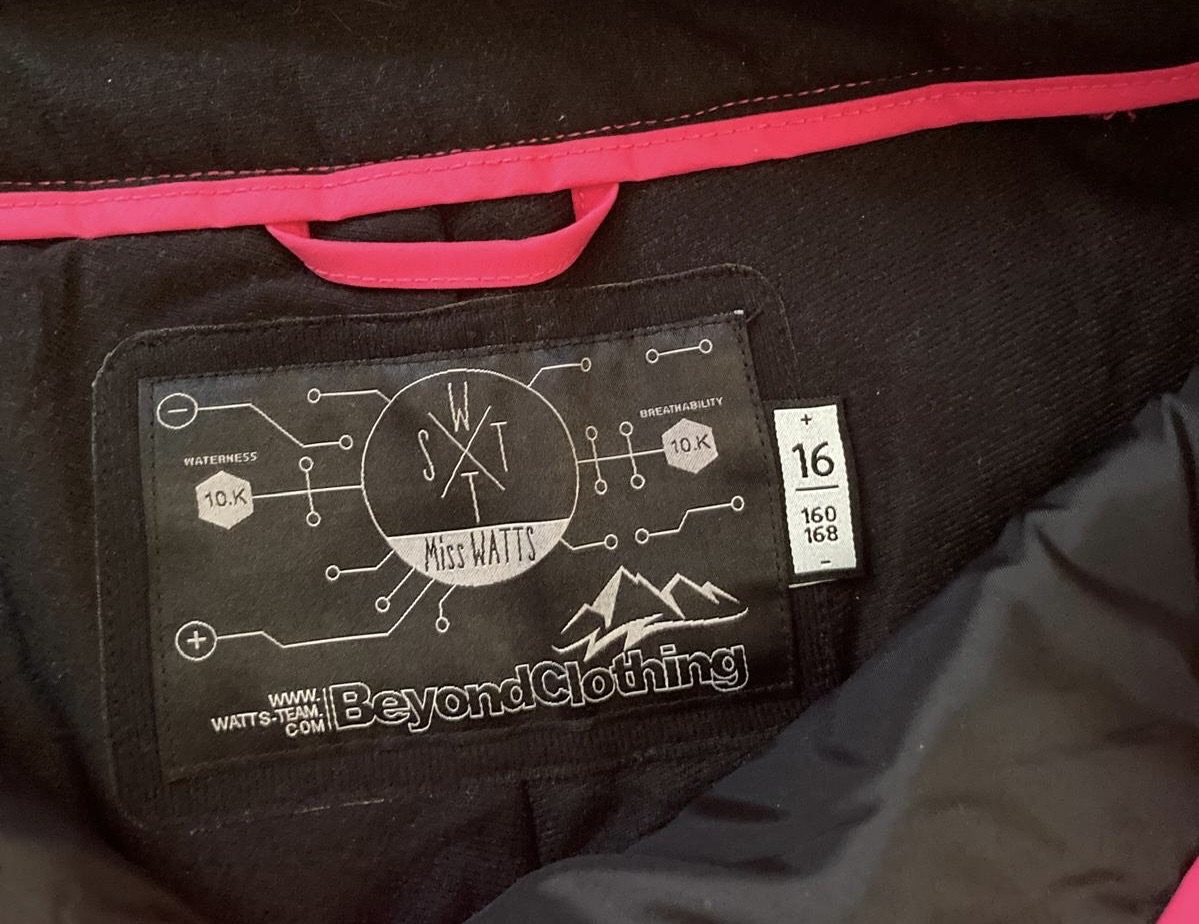 W
S T
T
Miss WATTS
WATERNESS
10.K
BREATHABILITY
10.K
+
16
160
168
-
-
+
WWW.
WATTS-TEAM.
COM
BeyondClothing